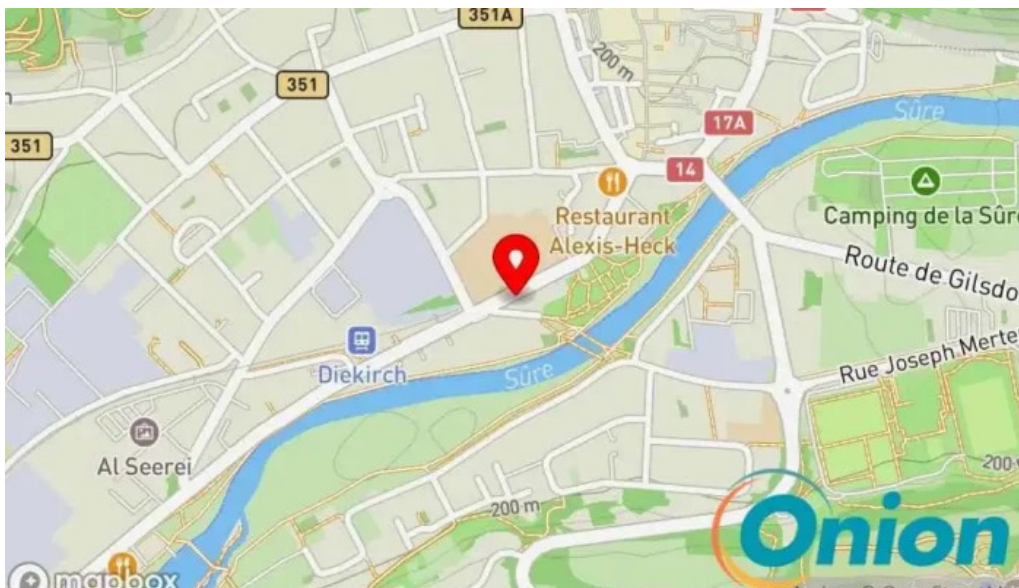 351A
200 m
351
Sûre
17A
351
14
Restaurant
Alexis-Heck
Camping de la Sûre
Route de Gilsdo
Diekirch
Sûre
Rue Joseph Merte
Al Seerei
200
200 m
Onion
mapbox